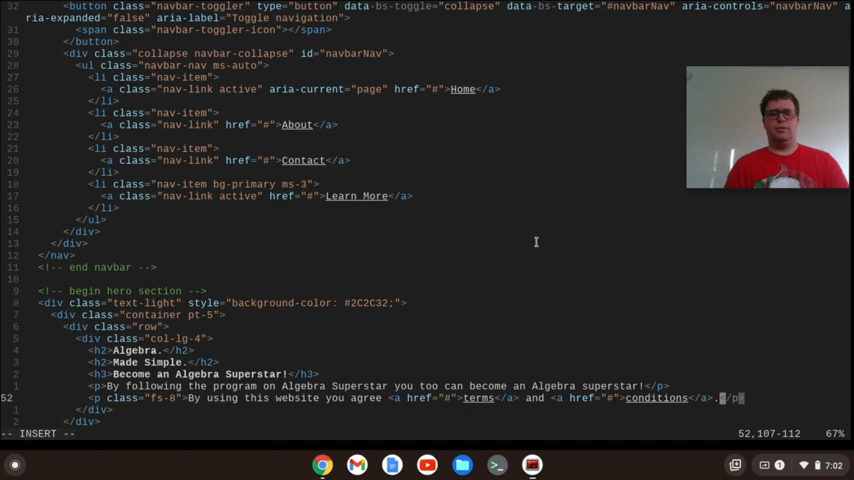 32     <button class="navbar-toggler" type="button" data-bs-toggle="collapse" data-bs-target="#navbarNav" aria-controls="navbarNav" a
ria-expanded="false" aria-label="Toggle navigation">
31       <span class="navbar-toggler-icon"></span>
30     </button>
29     <div class="collapse navbar-collapse" id="navbarNav">
28       <ul class="navbar-nav ms-auto">
27         <li class="nav-item">
26           <a class="nav-link active" aria-current="page" href="#">Home</a>
25         </li>
24         <li class="nav-item">
23           <a class="nav-link" href="#">About</a>
22         </li>
21         <li class="nav-item">
20           <a class="nav-link" href="#">Contact</a>
19         </li>
18         <li class="nav-item bg-primary ms-3">
17           <a class="nav-link active" href="#">Learn More</a>
16         </li>
15       </ul>
14     </div>
13   </div>
12 </nav>
11 <!-- end navbar -->
10
9 <!-- begin hero section -->
8 <div class="text-light" style="background-color: #2C2C32;">
7   <div class="container pt-5">
6     <div class="row">
5       <div class="col-lg-4">
4         <h2>Algebra.</h2>
3         <h2>Made Simple.</h2>
2         <h3>Become an Algebra Superstar!</h3>
1         <p>By following the program on Algebra Superstar you too can become an Algebra superstar!</p>
52         <p class="fs-8">By using this website you agree <a href="#">terms</a> and <a href="#">conditions</a>.</p>
1       </div>
2     </div>
-- INSERT --                    52,107-112    67%
1    7:02